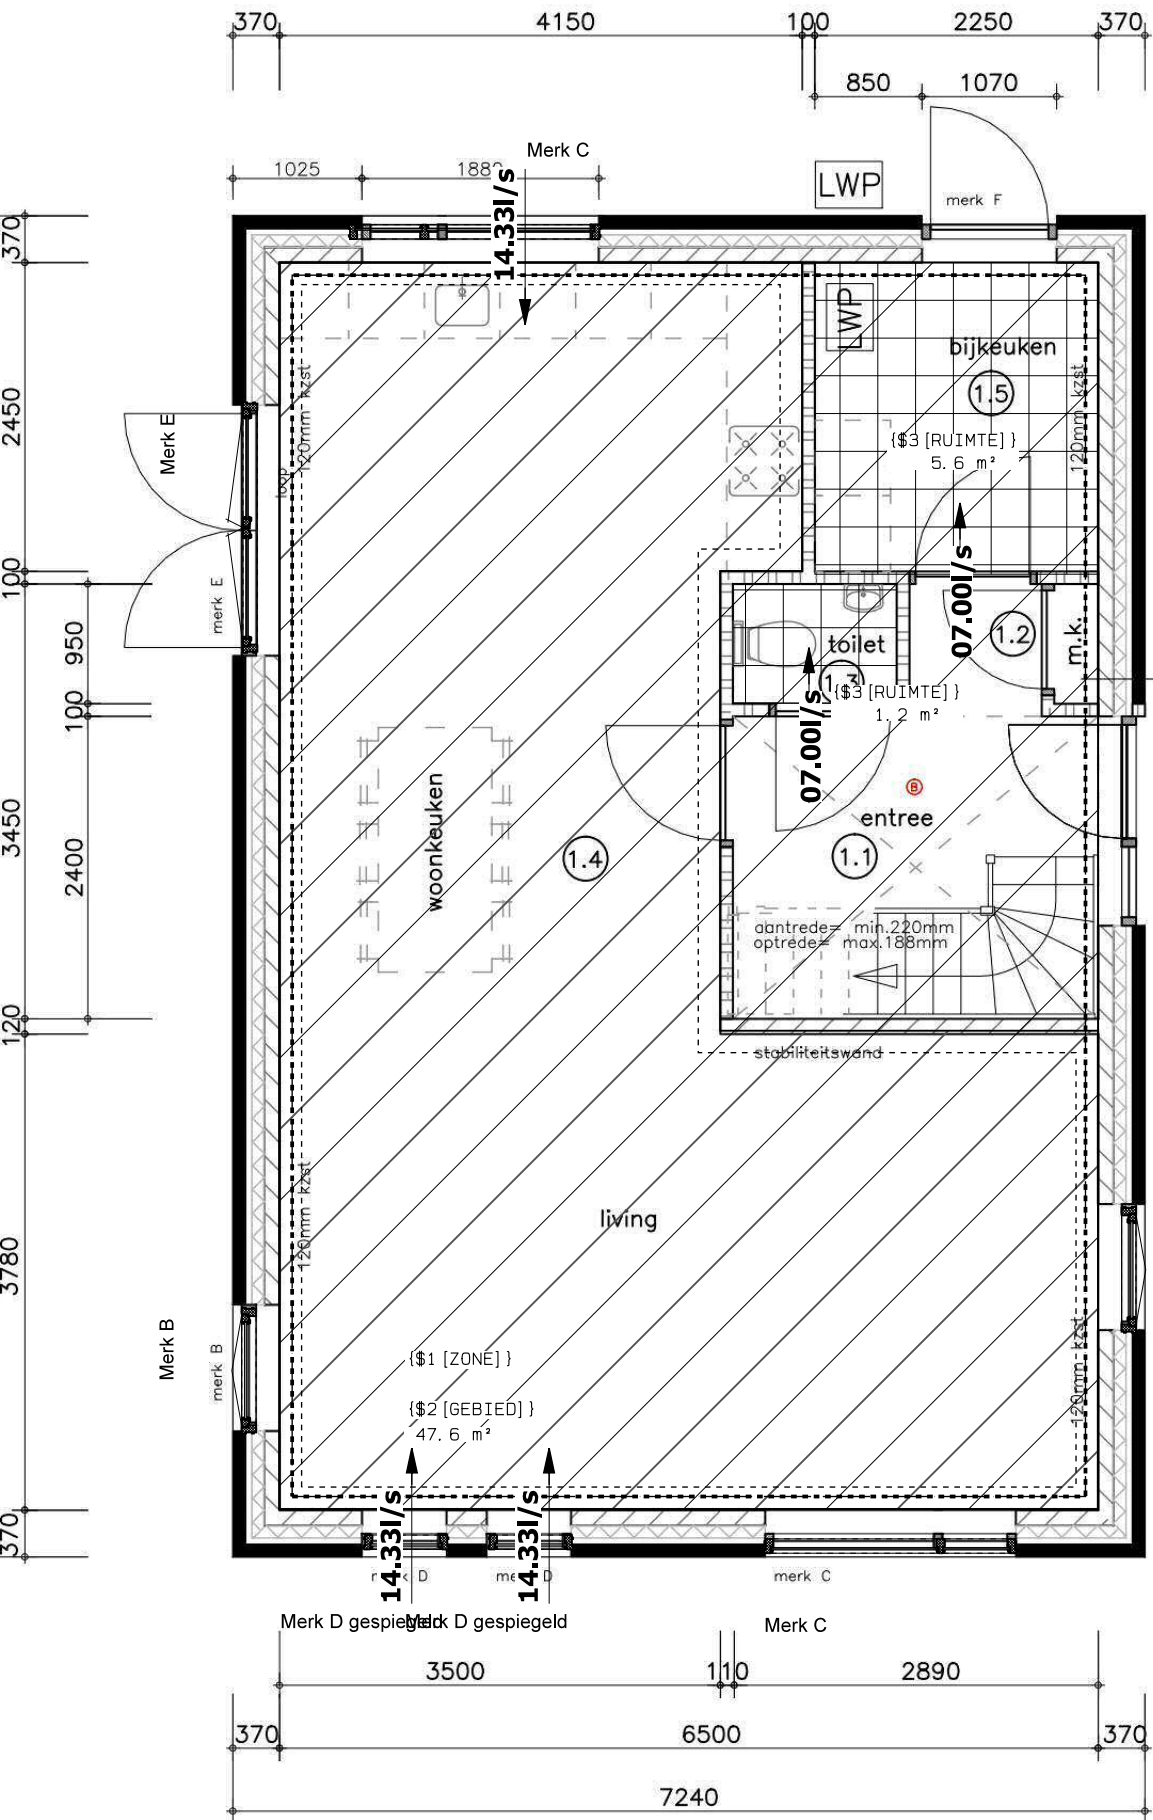 370 4150 100 2250 370
850 1070
Merk C
1025
14.33l/s
LWP
merk F
370
LWP
bijkeuken
1.5
120mm kzst
120mm kzst
2450
Merk E
{$3 [RUIMTE] }
5.6 m²
100
merk E
07.00l/s
950
toilet
1.2
m.k.
{$3 [RUIMTE] }
1.2 m²
100
07.00l/s
woonkeuken
B
entree
3450
2400
1.4
1.1
aantrede= min.220mm
optrede= max.188mm
120
stabiliteitswand
120mm kzst
living
3780
Merk B
merk B
120mm kzst
{$1 [ZONE] }
{$2 [GEBIED] }
47.6 m²
14.33l/s
14.33l/s
370
merk C
Merk D gespiegeld
Merk D gespiegeld
Merk C
3500 110 2890
370 6500 370
7240